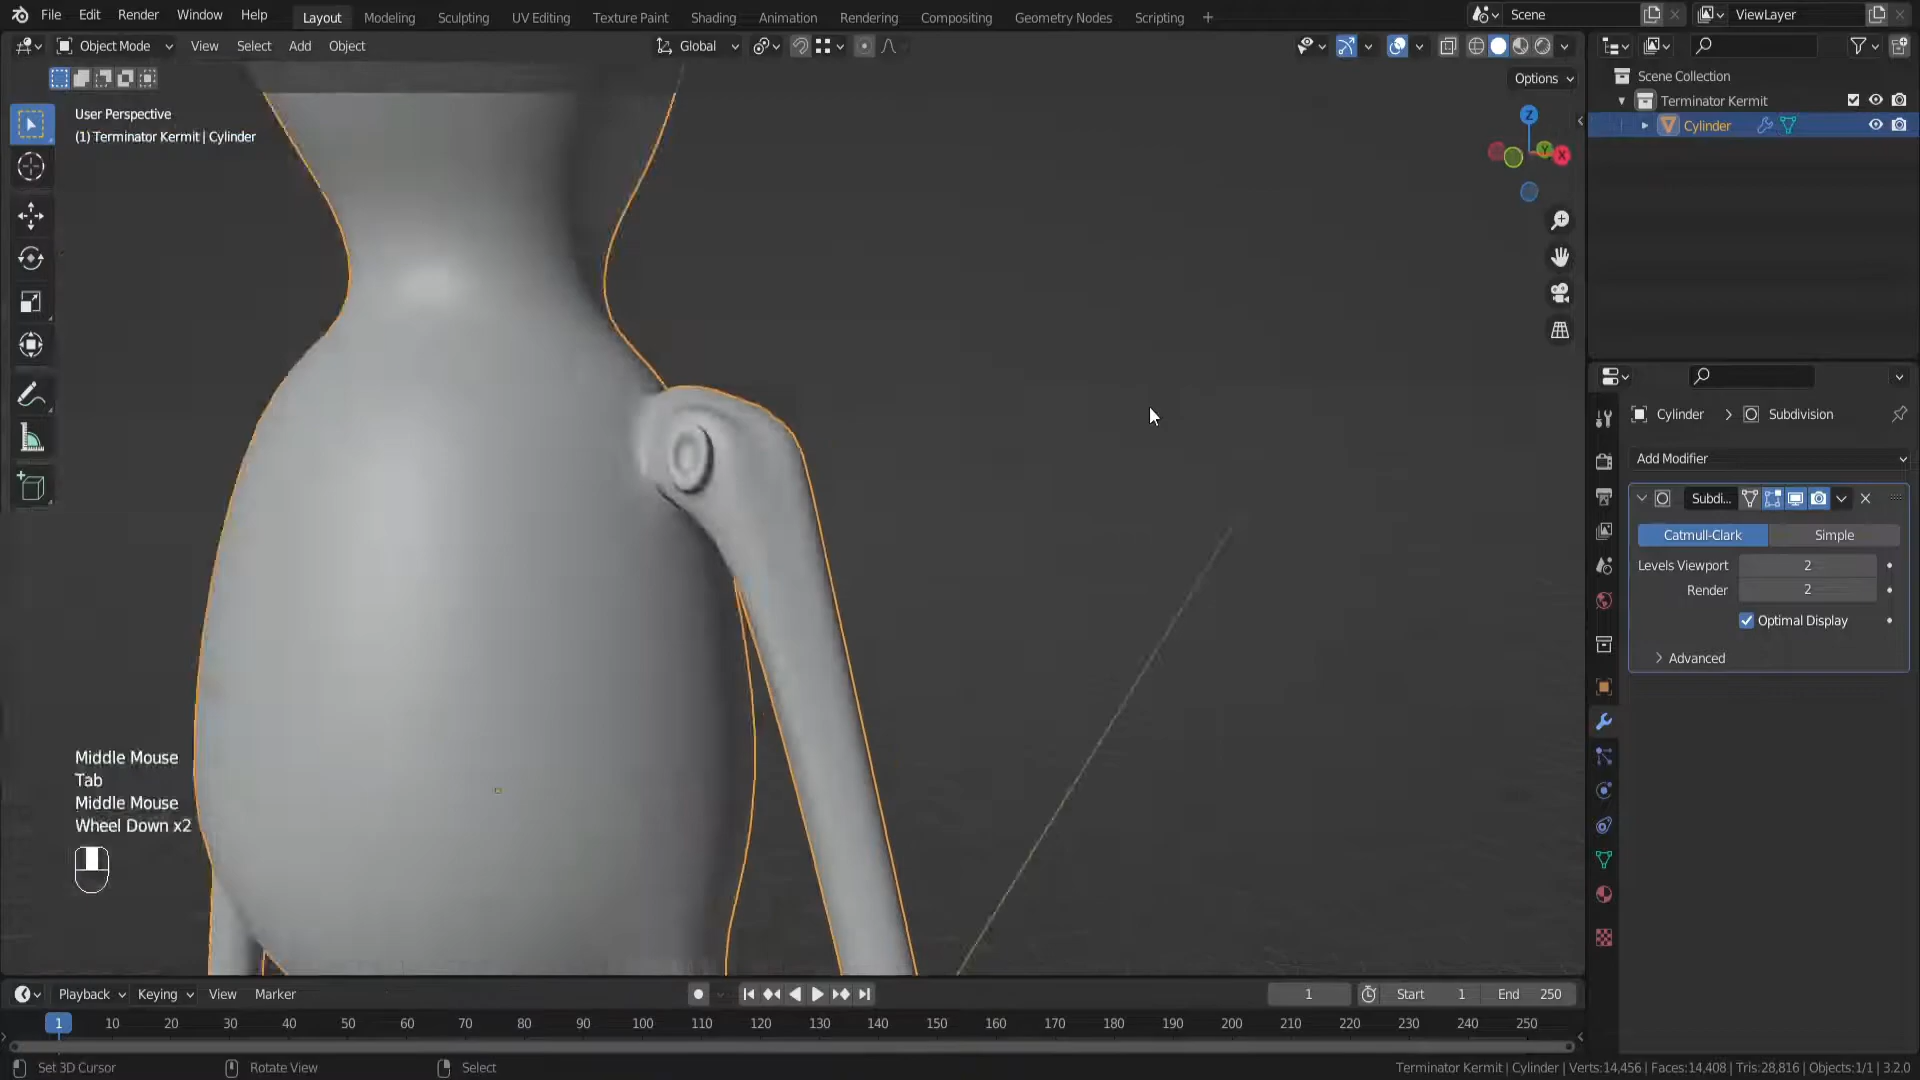 File Edit Render Window Help Layout Modeling Sculpting UV Editing Texture Paint Shading Animation Rendering Compositing Geometry Nodes Scripting + Scene ViewLayer
Object Mode View Select Add Object Global
Options
User Perspective
(1) Terminator Kermit | Cylinder
Z
Y
X
Scene Collection
Terminator Kermit
Cylinder
Cylinder > Subdivision
Add Modifier
Subdi...
Catmull-Clark Simple
Levels Viewport 2
Render 2
Optimal Display
Advanced
Middle Mouse
Tab
Middle Mouse
Wheel Down x2
Playback Keying View Marker 1 Start 1 End 250
1 10 20 30 40 50 60 70 80 90 100 110 120 130 140 150 160 170 180 190 200 210 220 230 240 250
Set 3D Cursor Rotate View Select Terminator Kermit | Cylinder | Verts:14,456 | Faces:14,408 | Tris:28,816 | Objects:1/1 | 3.2.0